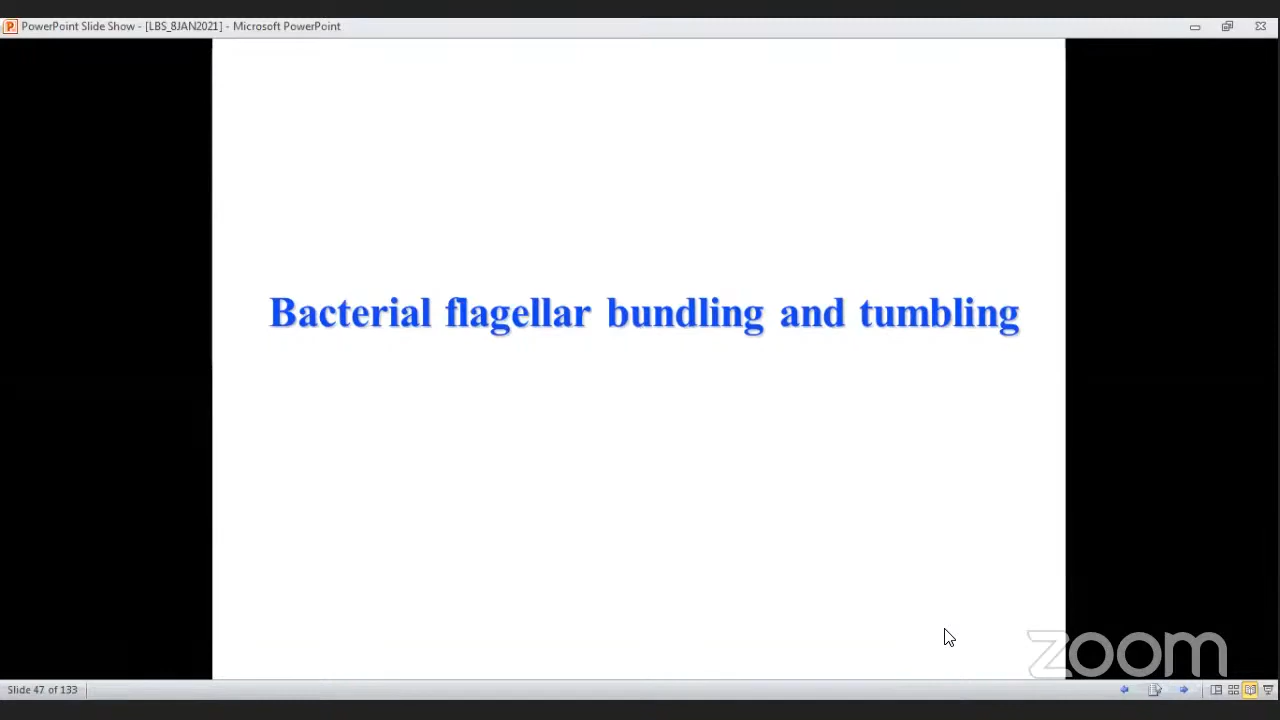 PowerPoint Slide Show - [LBS_8JAN2021] - Microsoft PowerPoint
Bacterial flagellar bundling and tumbling
zoom
Slide 47 of 133